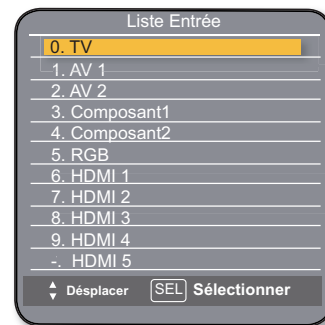 Liste Entrée
0. TV
1. AV 1
2. AV 2
3. Composant1
4. Composant2
5. RGB
6. HDMI 1
7. HDMI 2
8. HDMI 3
9. HDMI 4
-. HDMI 5
Désplacer SEL Sélectionner